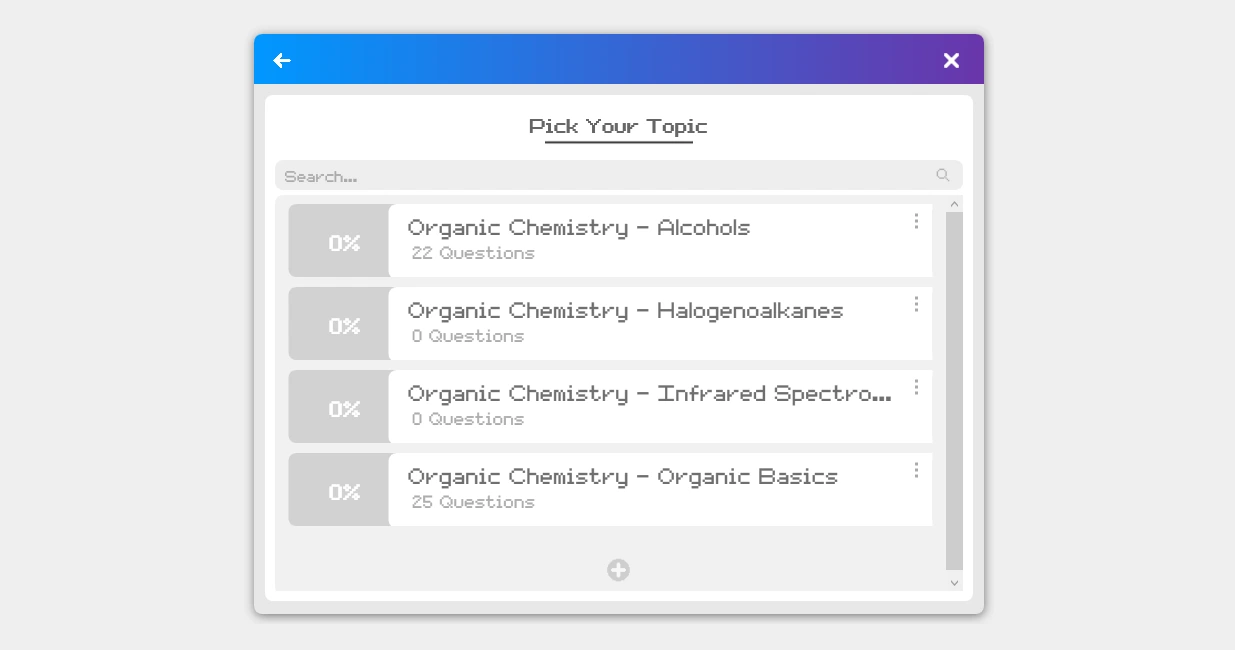 Pick Your Topic
Search...
0%
Organic Chemistry - Alcohols
22 Questions
0%
Organic Chemistry - Halogenoalkanes
0 Questions
0%
Organic Chemistry - Infrared Spectro...
0 Questions
0%
Organic Chemistry - Organic Basics
25 Questions